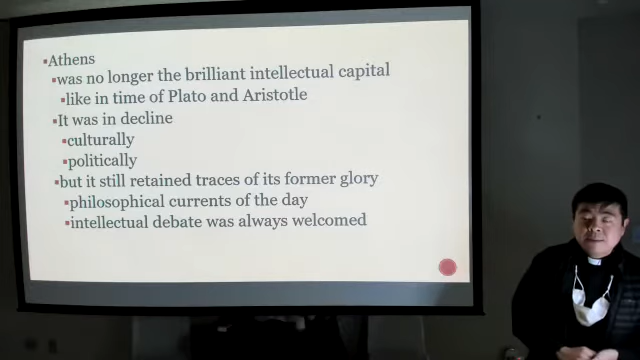 Athens
was no longer the brilliant intellectual capital
like in time of Plato and Aristotle
It was in decline
culturally
politically
but it still retained traces of its former glory
philosophical currents of the day
intellectual debate was always welcomed